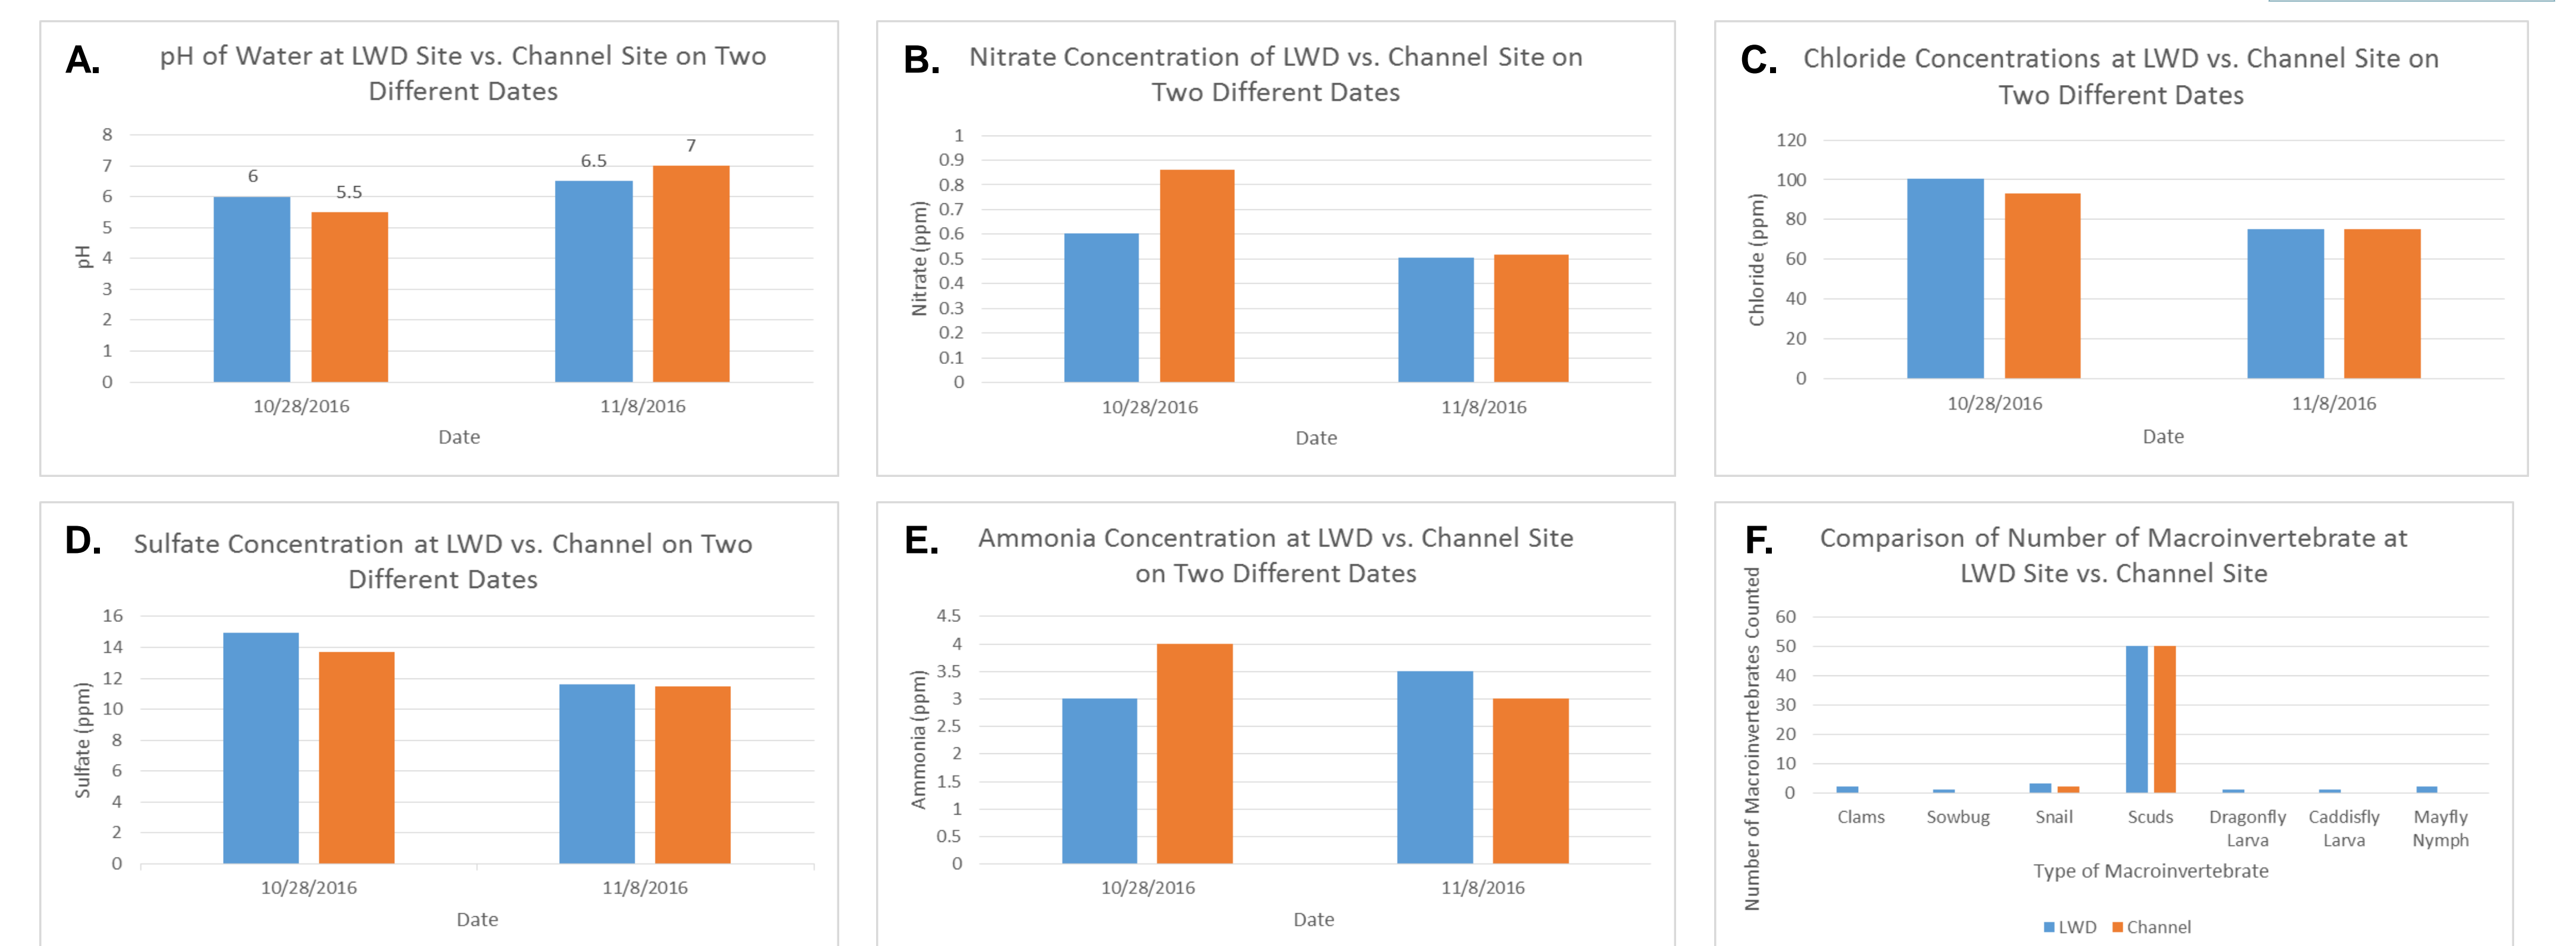 A.
pH of Water at LWD Site vs. Channel Site on Two
Different Dates
8
7
6
5
4
3
2
1
0
pH
6
5.5
6.5
7
10/28/2016
11/8/2016
Date
B.
Nitrate Concentration of LWD vs. Channel Site on
Two Different Dates
1
0.9
0.8
0.7
0.6
0.5
0.4
0.3
0.2
0.1
0
Nitrate (ppm)
10/28/2016
11/8/2016
Date
C.
Chloride Concentrations at LWD vs. Channel Site on
Two Different Dates
120
100
80
60
40
20
0
Chloride (ppm)
10/28/2016
11/8/2016
Date
D.
Sulfate Concentration at LWD vs. Channel on Two
Different Dates
16
14
12
10
8
6
4
2
0
Sulfate (ppm)
10/28/2016
11/8/2016
Date
E.
Ammonia Concentration at LWD vs. Channel Site
on Two Different Dates
4.5
4
3.5
3
2.5
2
1.5
1
0.5
0
Ammonia (ppm)
10/28/2016
11/8/2016
Date
F.
Comparison of Number of Macroinvertebrate at
LWD Site vs. Channel Site
60
50
40
30
20
10
0
Number of Macroinvertebrates Counted
Clams
Sowbug
Snail
Scuds
Dragonfly
Larva
Caddisfly
Larva
Mayfly
Nymph
Type of Macroinvertebrate
LWD
Channel